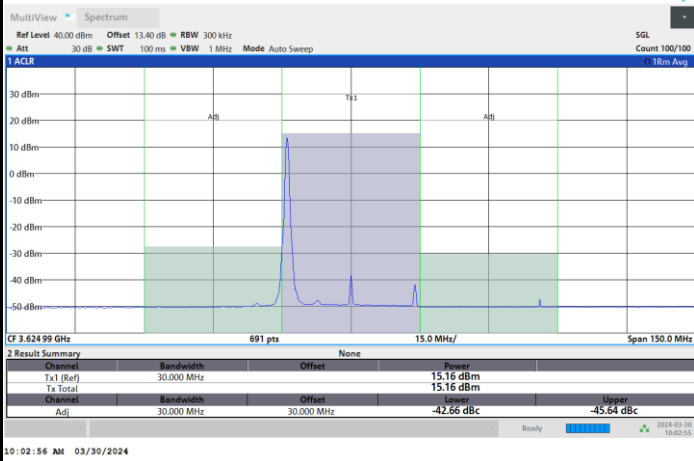 MultiView Spectrum
Ref Level 40.00 dBm Offset 13.40 dB RBW 300 kHz SGL
Att 30 dB SWT 100 ms VBW 1 MHz Mode Auto Sweep Count 100/100
1 ACLR 1Rm Avg
30 dBm
Tx1
20 dBm
Adj Adj
10 dBm
0 dBm
-10 dBm
-20 dBm
-30 dBm
-40 dBm
-50 dBm
CF 3.62499 GHz 691 pts 15.0 MHz/ Span 150.0 MHz
2 Result Summary None
Channel Bandwidth Offset Power
Tx1 (Ref) 30.000 MHz 15.16 dBm
Tx Total 15.16 dBm
Channel Bandwidth Offset Lower Upper
Adj 30.000 MHz 30.000 MHz -42.66 dBc -45.64 dBc
Ready 2024-03-30
10:02:55
10:02:56 AM 03/30/2024